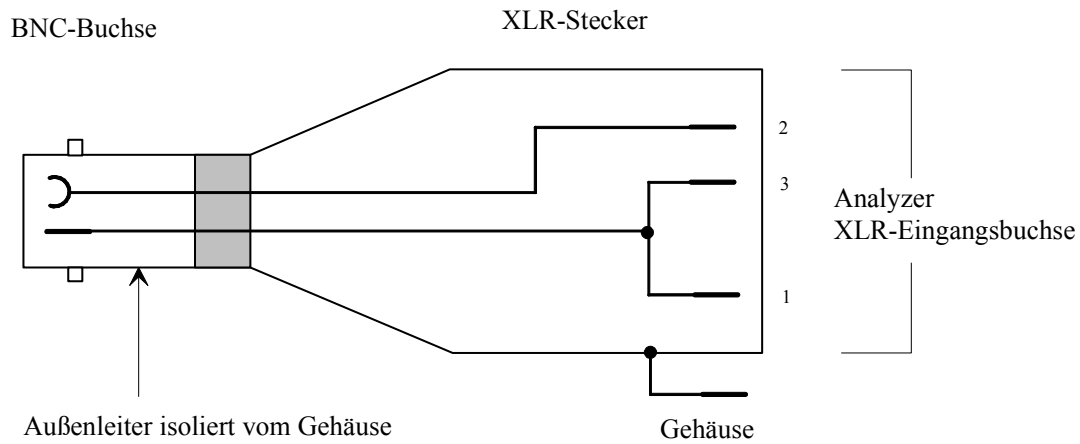 BNC-Buchse
XLR-Stecker
2
3
1
Analyzer
XLR-Eingangsbuchse
Außenleiter isoliert vom Gehäuse
Gehäuse